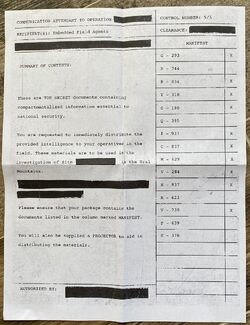 COMMUNICATION ATTENDANT TO OPERATION
CONTROL NUMBER: 5/5
RECIPIENT(S): Embedded Field Agents
CLEARANCE:
MANIFEST
SUMMARY OF CONTENTS:
These are TOP SECRET documents containing
compartmentalized information essential to
national security.
You are requested to immediately distribute the
provided intelligence to your operatives in the
field. These materials are to be used in the
investigation of Site in the Ural
Mountains.
Please ensure that your package contains the
documents listed in the column marked MANIFEST.
You will also be supplied a PROJECTOR to aid in
distributing the materials.
- 293 X
- 744
- 034 X
- 318 X
- 395 X
- 931 X
- 837 X
- 629 X
- 284 X
- 837 X
- 422
- 738 X
- 639
- 378
AUTHORIZED BY: